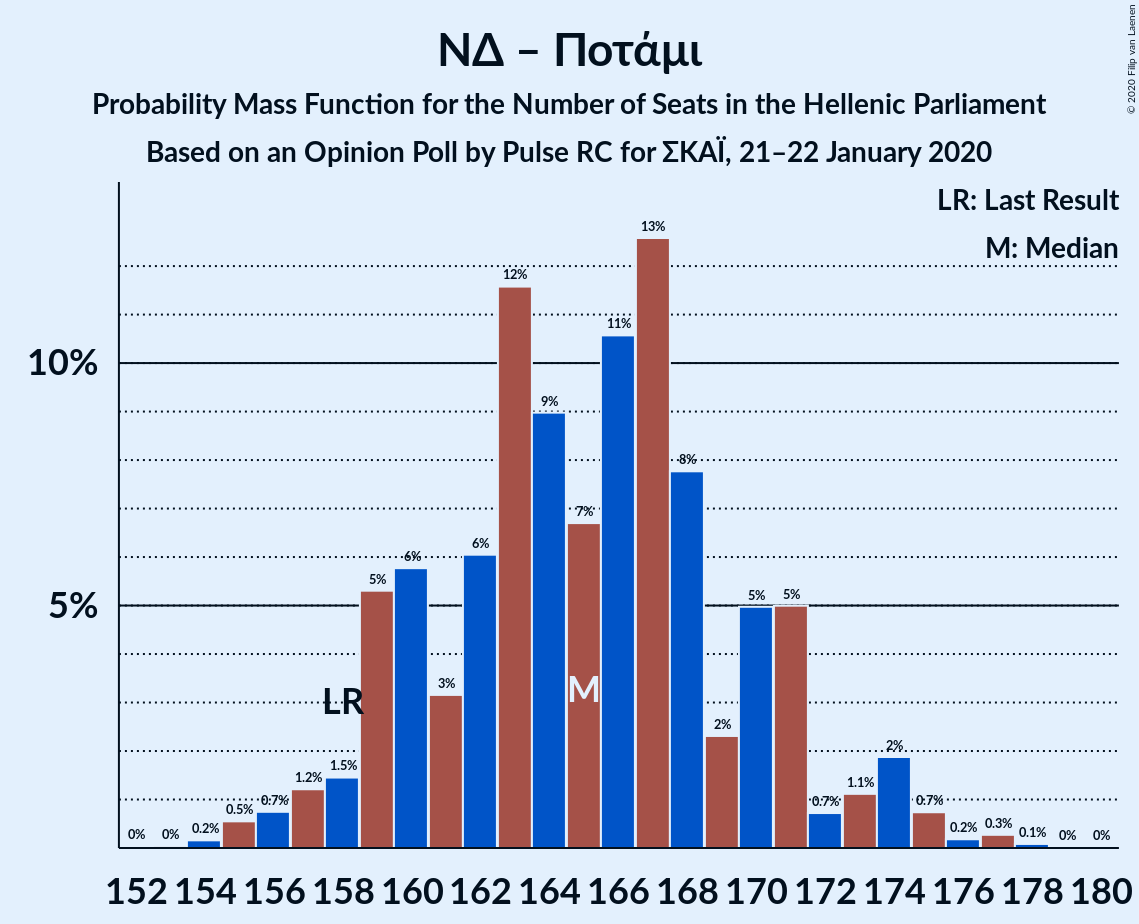 ΝΔ – Ποτάμι
Probability Mass Function for the Number of Seats in the Hellenic Parliament
Based on an Opinion Poll by Pulse RC for ΣΚΑΪ, 21–22 January 2020
© 2020 Filip van Laenen
LR: Last Result
M: Median
10%
5%
0% 0% 0.2% 0.5% 0.7% 1.2% 1.5% 5% 6% 3% 6% 12% 9% 7% 11% 13% 8% 2% 5% 5% 0.7% 1.1% 2% 0.7% 0.2% 0.3% 0.1% 0% 0%
LR
M
152 154 156 158 160 162 164 166 168 170 172 174 176 178 180